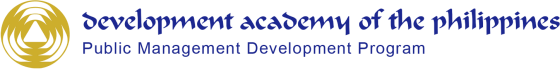 development academy of the philippines
Public Management Development Program